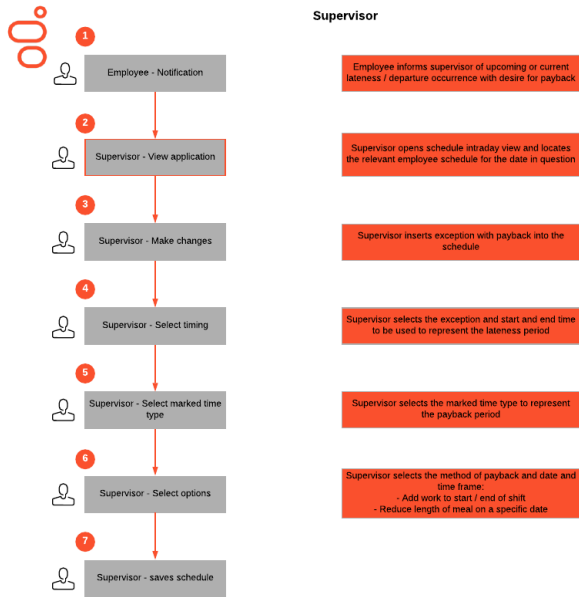 Supervisor
1
Employee - Notification
Employee informs supervisor of upcoming or current
lateness / departure occurrence with desire for payback
2
Supervisor - View application
Supervisor opens schedule intraday view and locates
the relevant employee schedule for the date in question
3
Supervisor - Make changes
Supervisor inserts exception with payback into the
schedule
4
Supervisor - Select timing
Supervisor selects the exception and start and end time
to be used to represent the lateness period
5
Supervisor - Select marked time
type
Supervisor selects the marked time type to represent
the payback period
6
Supervisor - Select options
Supervisor selects the method of payback and date and
time frame:
- Add work to start / end of shift
- Reduce length of meal on a specific date
7
Supervisor - saves schedule